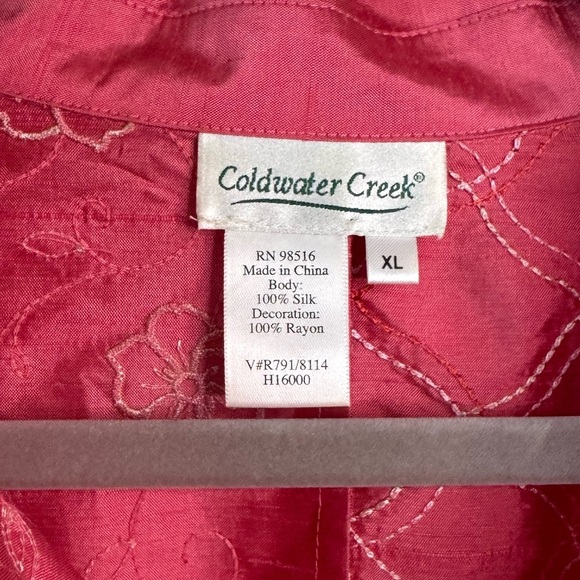 Coldwater Creek®
RN 98516
Made in China
Body:
100% Silk
Decoration:
100% Rayon
V#R791/8114
H16000
XL